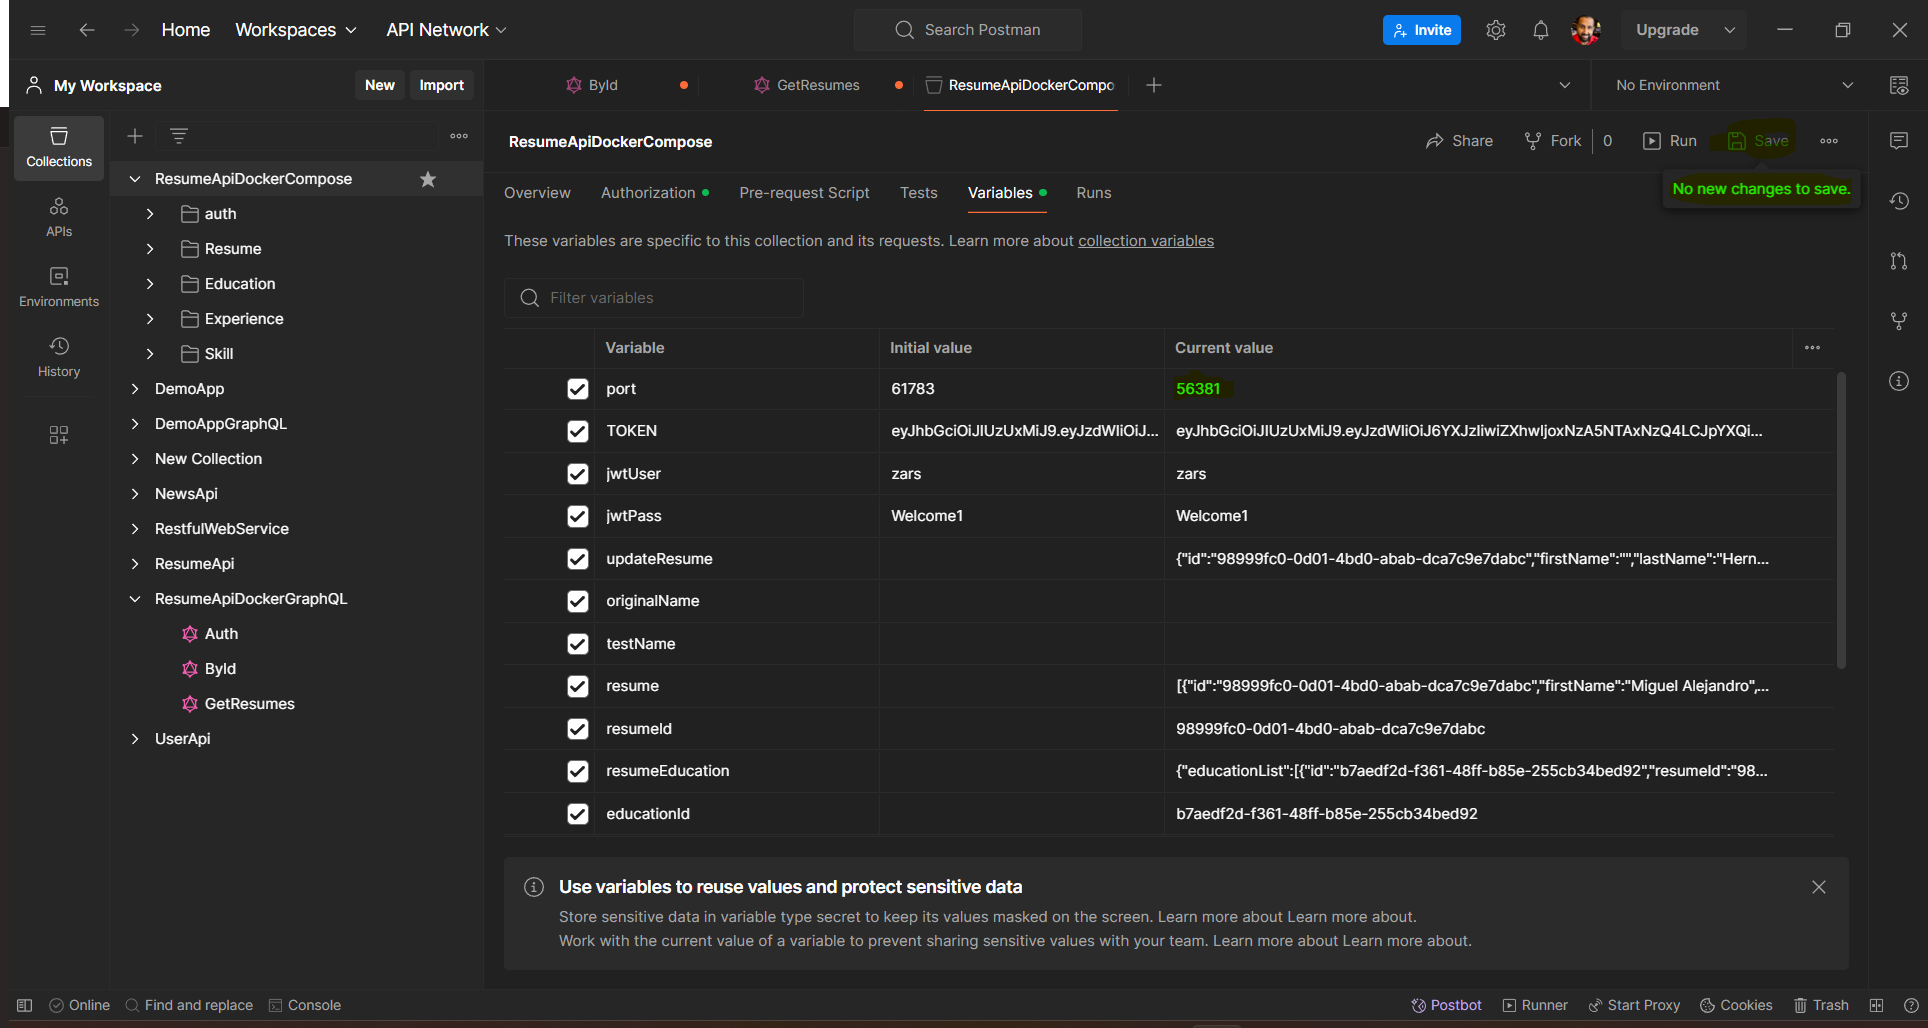 Home Workspaces API Network Search Postman Invite Upgrade
My Workspace New Import ById GetResumes ResumeApiDockerCompo No Environment
Collections
APIs
Environments
History
ResumeApiDockerCompose
auth
Resume
Education
Experience
Skill
DemoApp
DemoAppGraphQL
New Collection
NewsApi
RestfulWebService
ResumeApi
ResumeApiDockerGraphQL
Auth
ById
GetResumes
UserApi
ResumeApiDockerCompose Share Fork 0 Run Save
No new changes to save.
Overview Authorization Pre-request Script Tests Variables Runs
These variables are specific to this collection and its requests. Learn more about collection variables
Filter variables
Variable Initial value Current value
port 61783 56381
TOKEN eyJhbGciOiJIUzUxMiJ9.eyJzdWIiOiJ... eyJhbGciOiJIUzUxMiJ9.eyJzdWIiOiJ6YXJzIiwiZXhwIjoxNzA5NTAxNzQ4LCJpYXQi...
jwtUser zars zars
jwtPass Welcome1 Welcome1
updateResume {"id":"98999fc0-0d01-4bd0-abab-dca7c9e7dabc","firstName":"","lastName":"Hern...
originalName
testName
resume [{"id":"98999fc0-0d01-4bd0-abab-dca7c9e7dabc","firstName":"Miguel Alejandro",...
resumeId 98999fc0-0d01-4bd0-abab-dca7c9e7dabc
resumeEducation {"educationList":[{"id":"b7aedf2d-f361-48ff-b85e-255cb34bed92","resumeId":"98...
educationId b7aedf2d-f361-48ff-b85e-255cb34bed92
Use variables to reuse values and protect sensitive data
Store sensitive data in variable type secret to keep its values masked on the screen. Learn more about Learn more about.
Work with the current value of a variable to prevent sharing sensitive values with your team. Learn more about Learn more about.
Online Find and replace Console Postbot Runner Start Proxy Cookies Trash